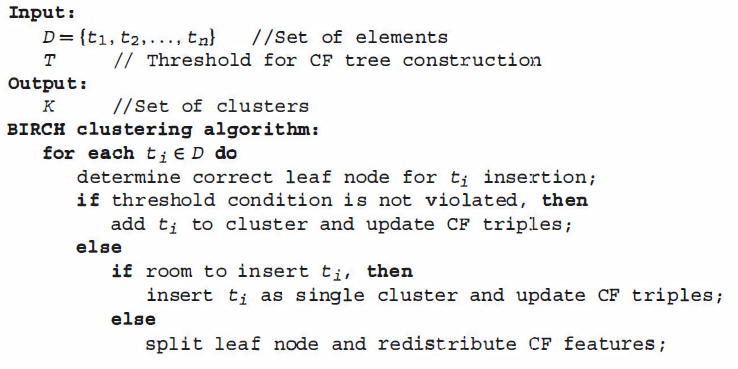 Input:
D = {t1, t2,..., tn} //Set of elements
T // Threshold for CF tree construction
Output:
K //Set of clusters
BIRCH clustering algorithm:
for each ti ∈ D do
determine correct leaf node for ti insertion;
if threshold condition is not violated, then
add ti to cluster and update CF triples;
else
if room to insert ti, then
insert ti as single cluster and update CF triples;
else
split leaf node and redistribute CF features;